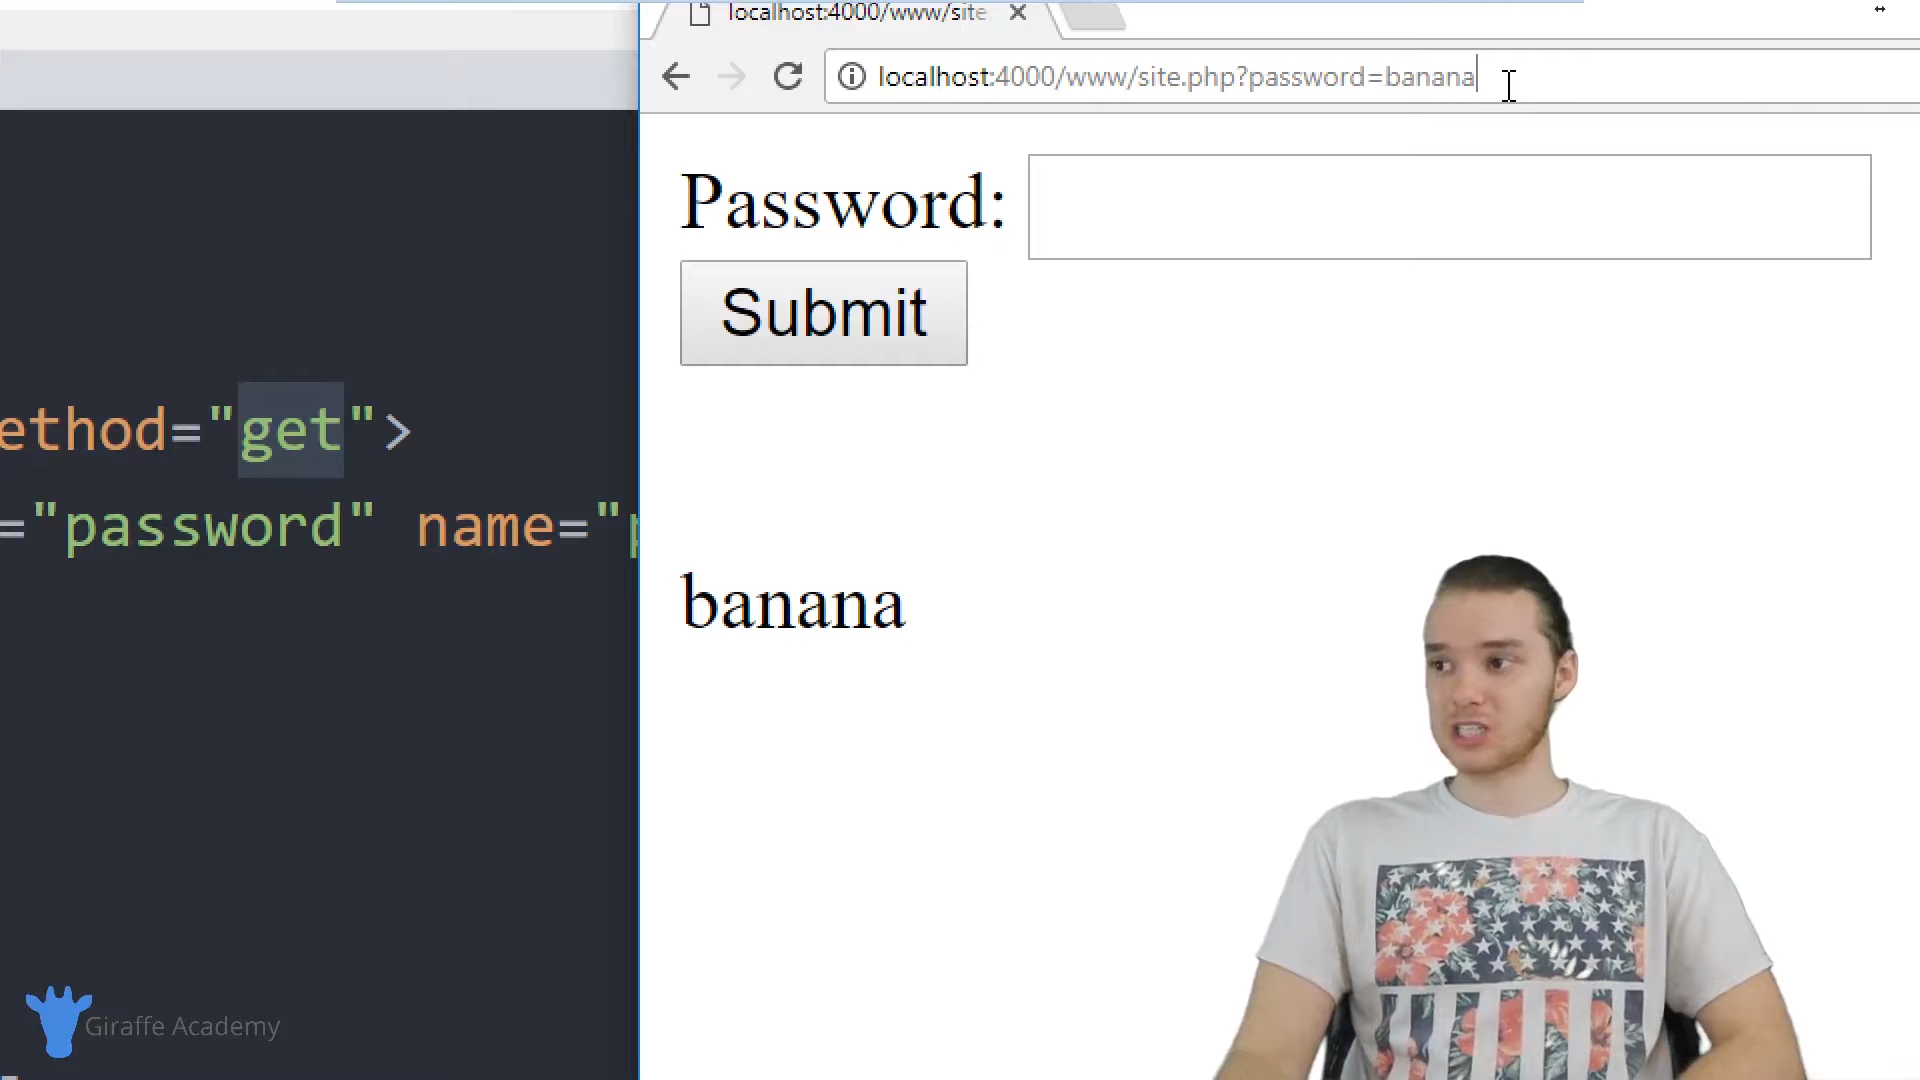 localhost:4000/www/site
localhost:4000/www/site.php?password=banana
Password:
Submit
ethod="get">
="password" name="p
banana
Giraffe Academy